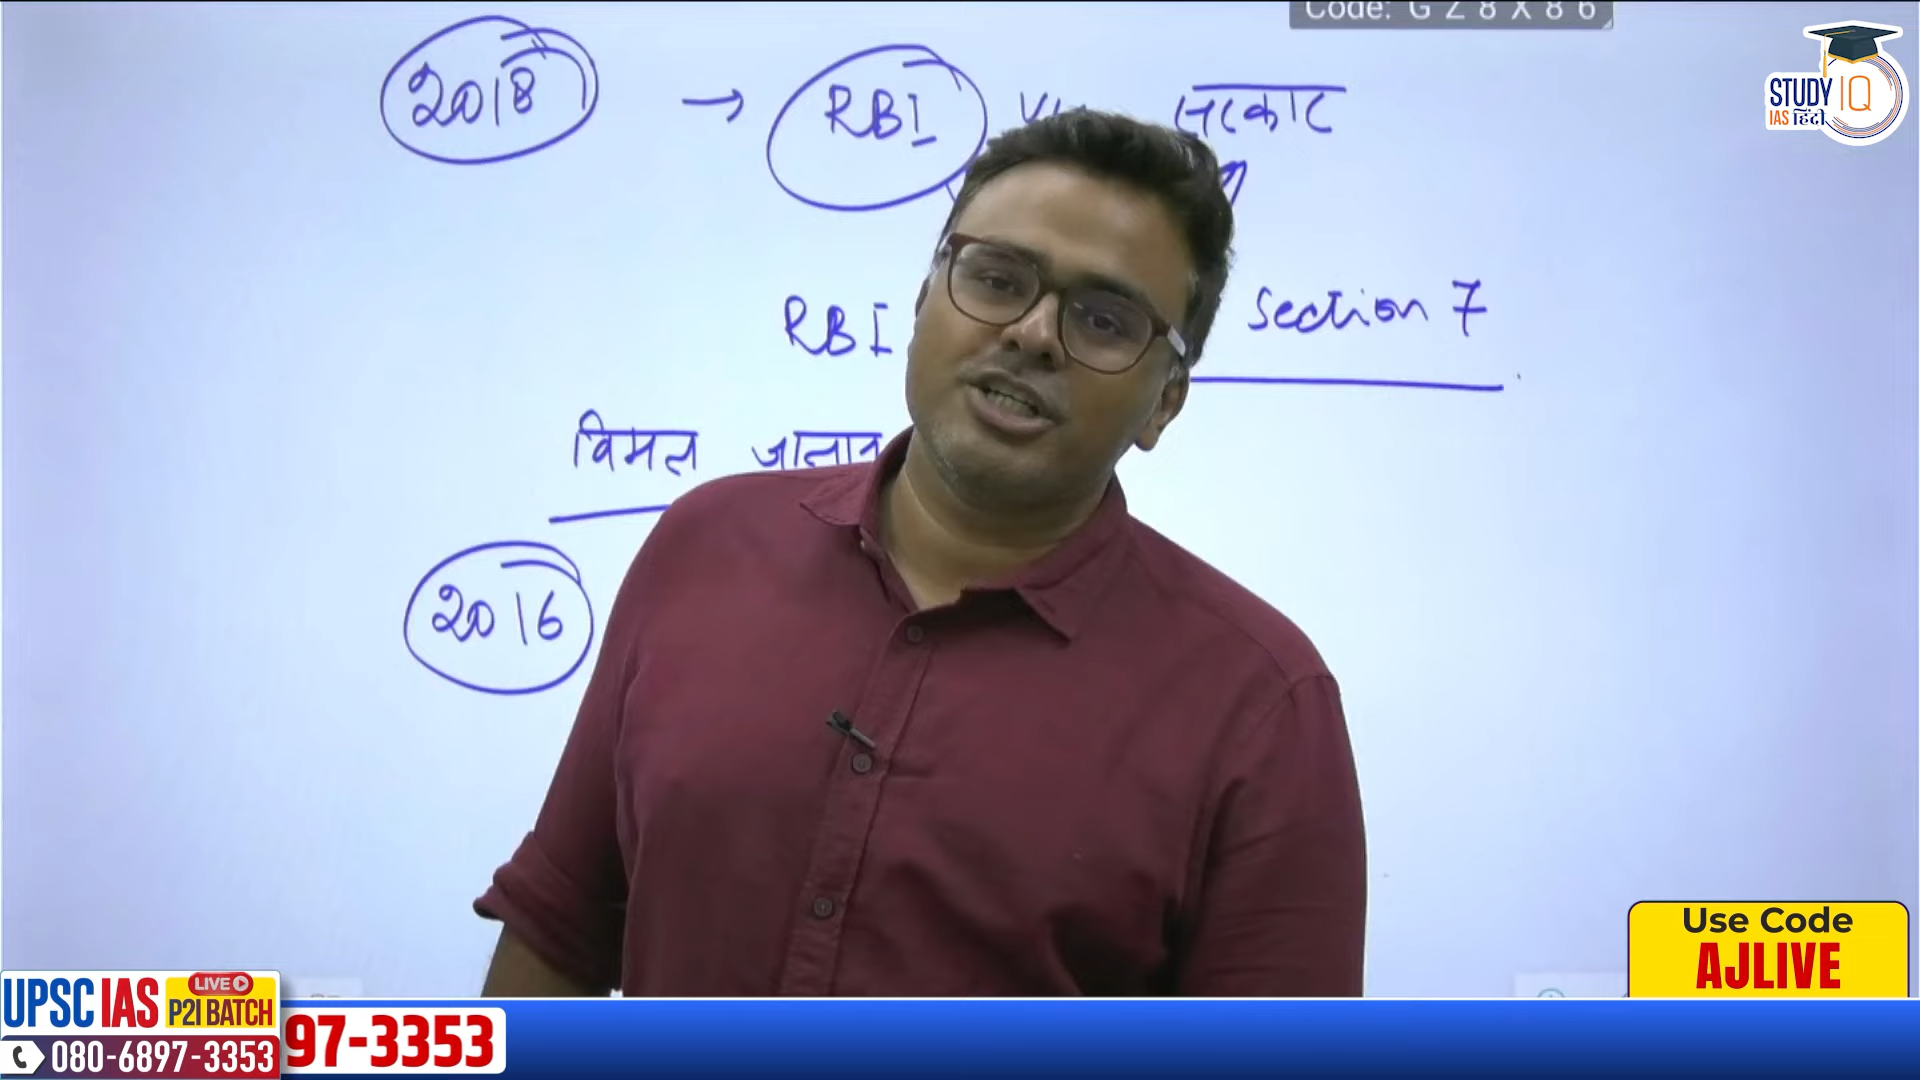 Code: G Z 8 X 8 6
STUDY IQ
IAS हिंदी
2018 → RBI सरकार
RBI Section 7
विमल जालान
2016
Use Code
AJLIVE
UPSC IAS LIVE P2I BATCH
080-6897-3353
97-3353